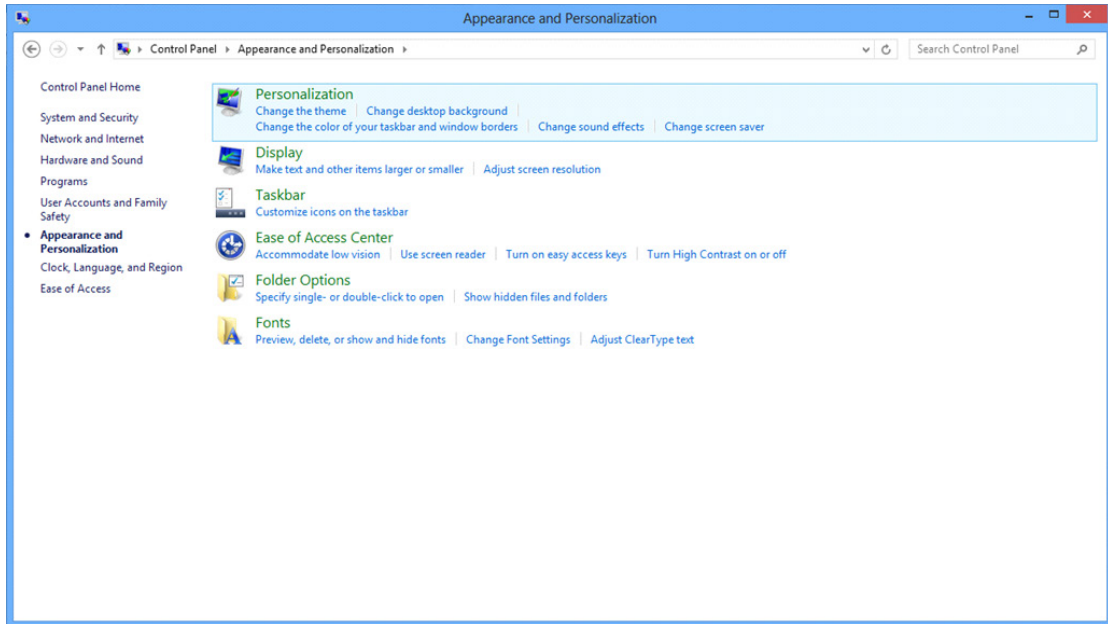 Appearance and Personalization
Control Panel Appearance and Personalization
Search Control Panel
Control Panel Home
System and Security
Network and Internet
Hardware and Sound
Programs
User Accounts and Family
Safety
Appearance and
Personalization
Clock, Language, and Region
Ease of Access
Personalization
Change the theme Change desktop background
Change the color of your taskbar and window borders Change sound effects Change screen saver
Display
Make text and other items larger or smaller Adjust screen resolution
Taskbar
Customize icons on the taskbar
Ease of Access Center
Accommodate low vision Use screen reader Turn on easy access keys Turn High Contrast on or off
Folder Options
Specify single- or double-click to open Show hidden files and folders
Fonts
Preview, delete, or show and hide fonts Change Font Settings Adjust ClearType text